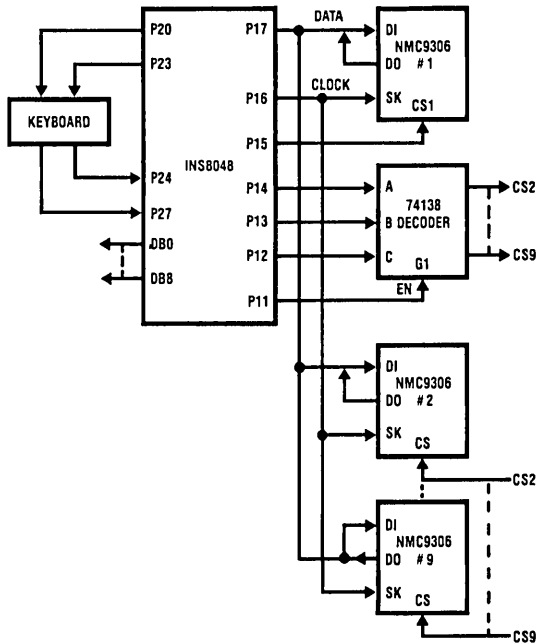 P20
P23
KEYBOARD
P24
P27
DB0
DB8
INS8048
P17
P16
P15
P14
P13
P12
P11
DATA
CLOCK
DI
NMC9306
DO #1
SK
CS1
A
74138
B DECODER
C
G1
EN
CS2
CS9
DI
NMC9306
DO #2
SK
CS
CS2
DI
NMC9306
DO #9
SK
CS
CS9